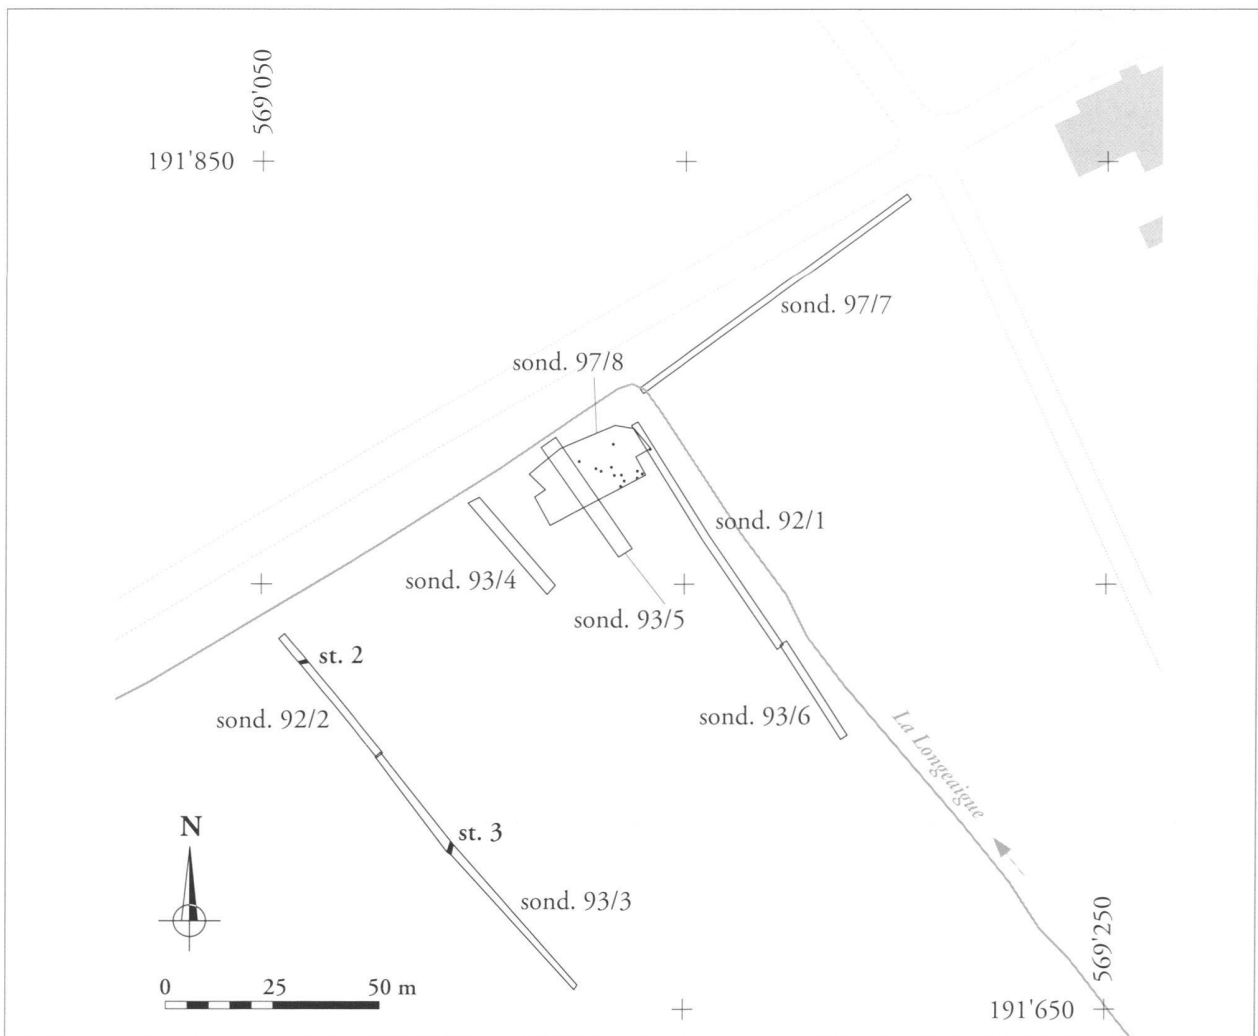 569'050
191'850
sond. 97/7
sond. 97/8
sond. 92/1
sond. 93/4
sond. 93/5
st. 2
sond. 92/2
sond. 93/6
La Longeaigue
N
st. 3
sond. 93/3
569'250
0 25 50 m
191'650